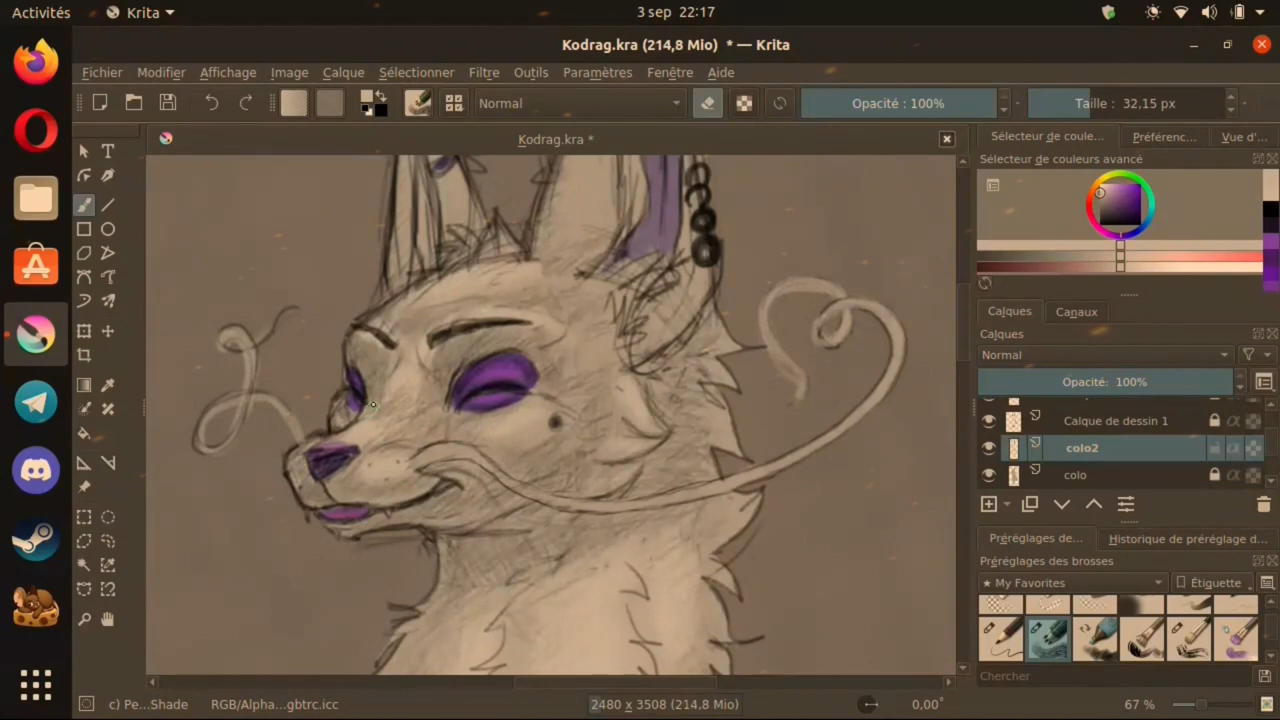 Activités
Krita
3 sep 22:17
Kodrag.kra (214,8 Mio) * — Krita
Fichier Modifier Affichage Image Calque Sélectionner Filtre Outils Paramètres Fenêtre Aide
Normal
Opacité : 100%
Taille : 32,15 px
Kodrag.kra *
Sélecteur de coule... Préférenc... Vue d'...
Sélecteur de couleurs avancé
Calques Canaux
Calques
Normal
Opacité: 100%
Calque de dessin 1
colo2
colo
Préréglages de... Historique de préréglage d...
Préréglages des brosses
★ My Favorites
Étiquette
Chercher
c) Pe...Shade
RGB/Alpha...gbtrc.icc
2480 x 3508 (214,8 Mio)
0,00°
67 %